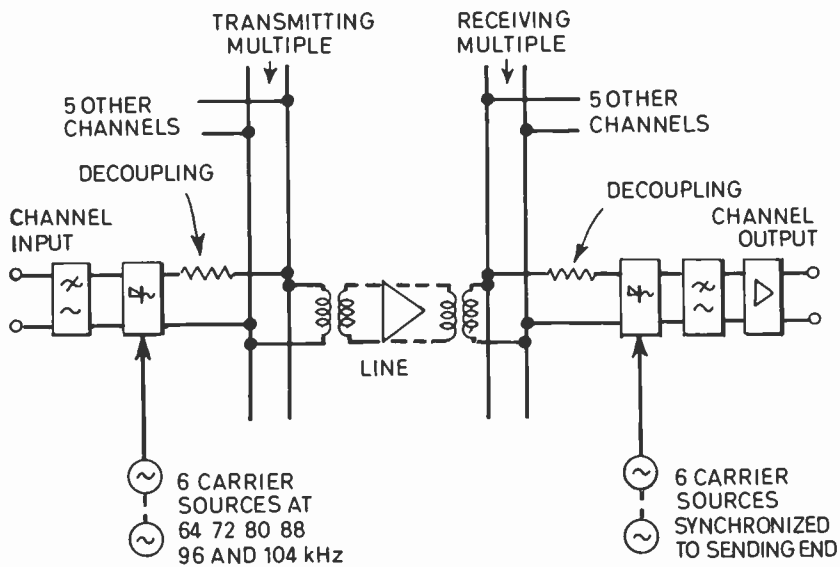 TRANSMITTING
MULTIPLE
RECEIVING
MULTIPLE
5 OTHER
CHANNELS
5 OTHER
CHANNELS
DECOUPLING
DECOUPLING
CHANNEL
INPUT
CHANNEL
OUTPUT
LINE
6 CARRIER
SOURCES AT
64 72 80 88
96 AND 104 kHz
6 CARRIER
SOURCES
SYNCHRONIZED
TO SENDING END